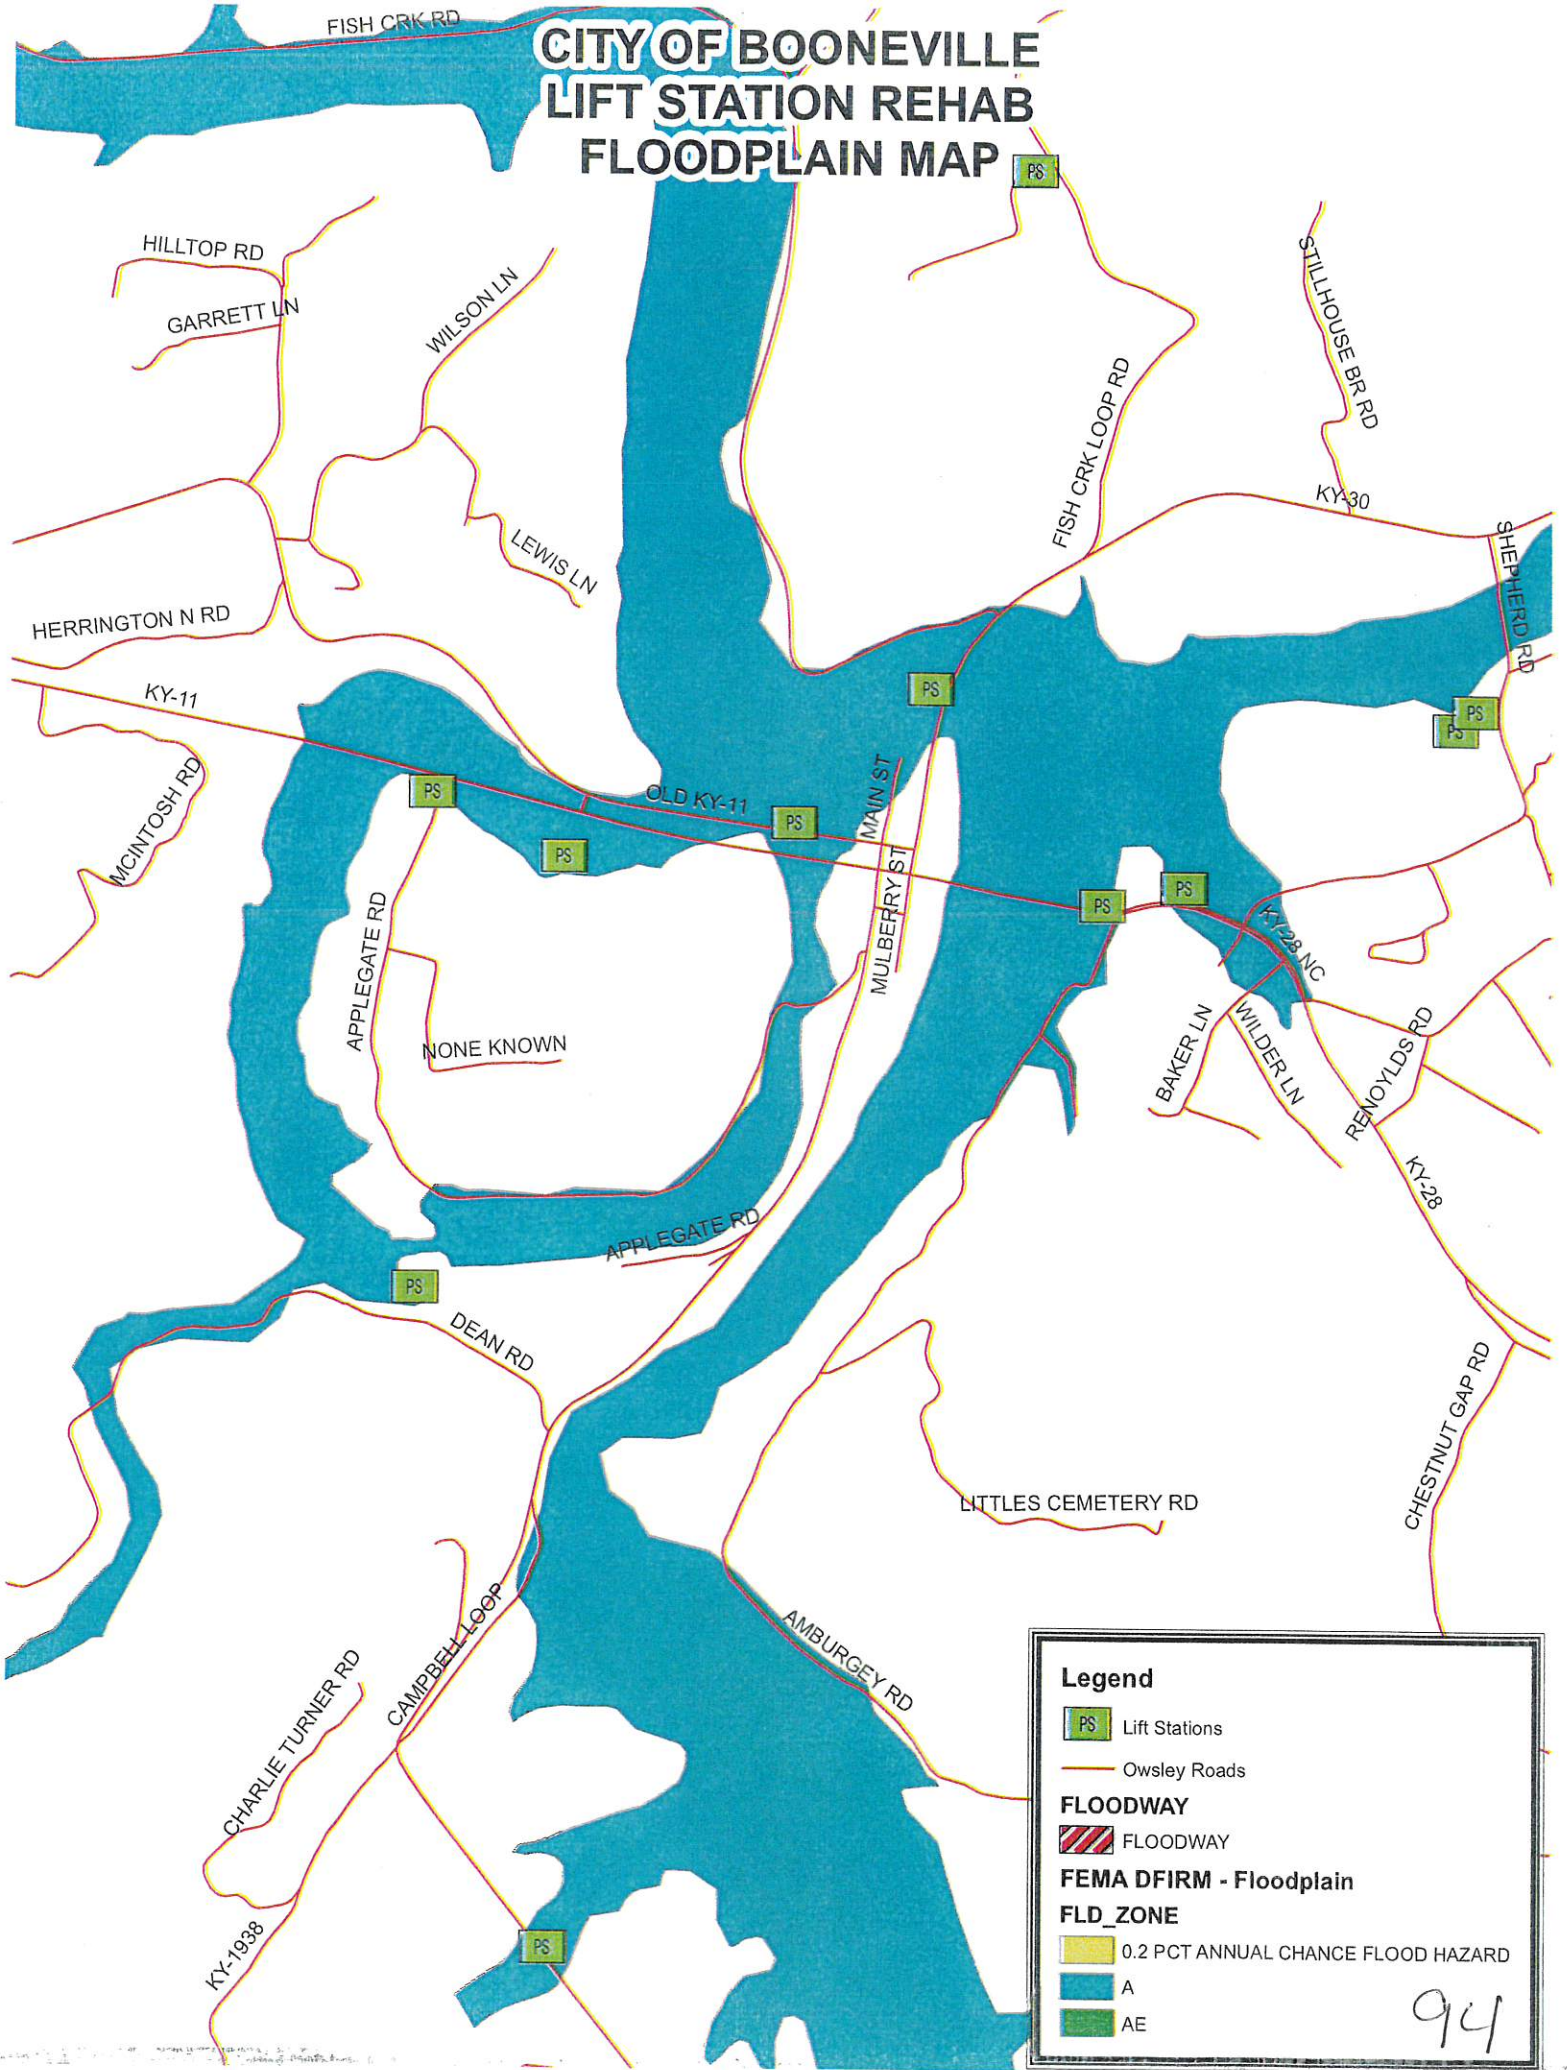 FISH CRK RD
CITY OF BOONEVILLE
LIFT STATION REHAB
FLOODPLAIN MAP
PS
HILLTOP RD
GARRETT LN
WILSON LN
STILLHOUSE BR RD
FISH CRK LOOP RD
KY-30
LEWIS LN
SHEPHERD RD
HERRINGTON N RD
KY-11
PS
PS
PS
MCINTOSH RD
PS
OLD KY-11
PS
MAIN ST
PS
MULBERRY ST
PS
PS
KY-28 NC
APPLEGATE RD
NONE KNOWN
BAKER LN
WILDER LN
RENOYLDS RD
KY-28
APPLEGATE RD
PS
DEAN RD
CHESTNUT GAP RD
LITTLES CEMETERY RD
CAMPBELL LOOP
AMBURGEY RD
CHARLIE TURNER RD
KY-1938
PS
Legend
PS Lift Stations
Owsley Roads
FLOODWAY
FLOODWAY
FEMA DFIRM - Floodplain
FLD_ZONE
0.2 PCT ANNUAL CHANCE FLOOD HAZARD
A
AE
94